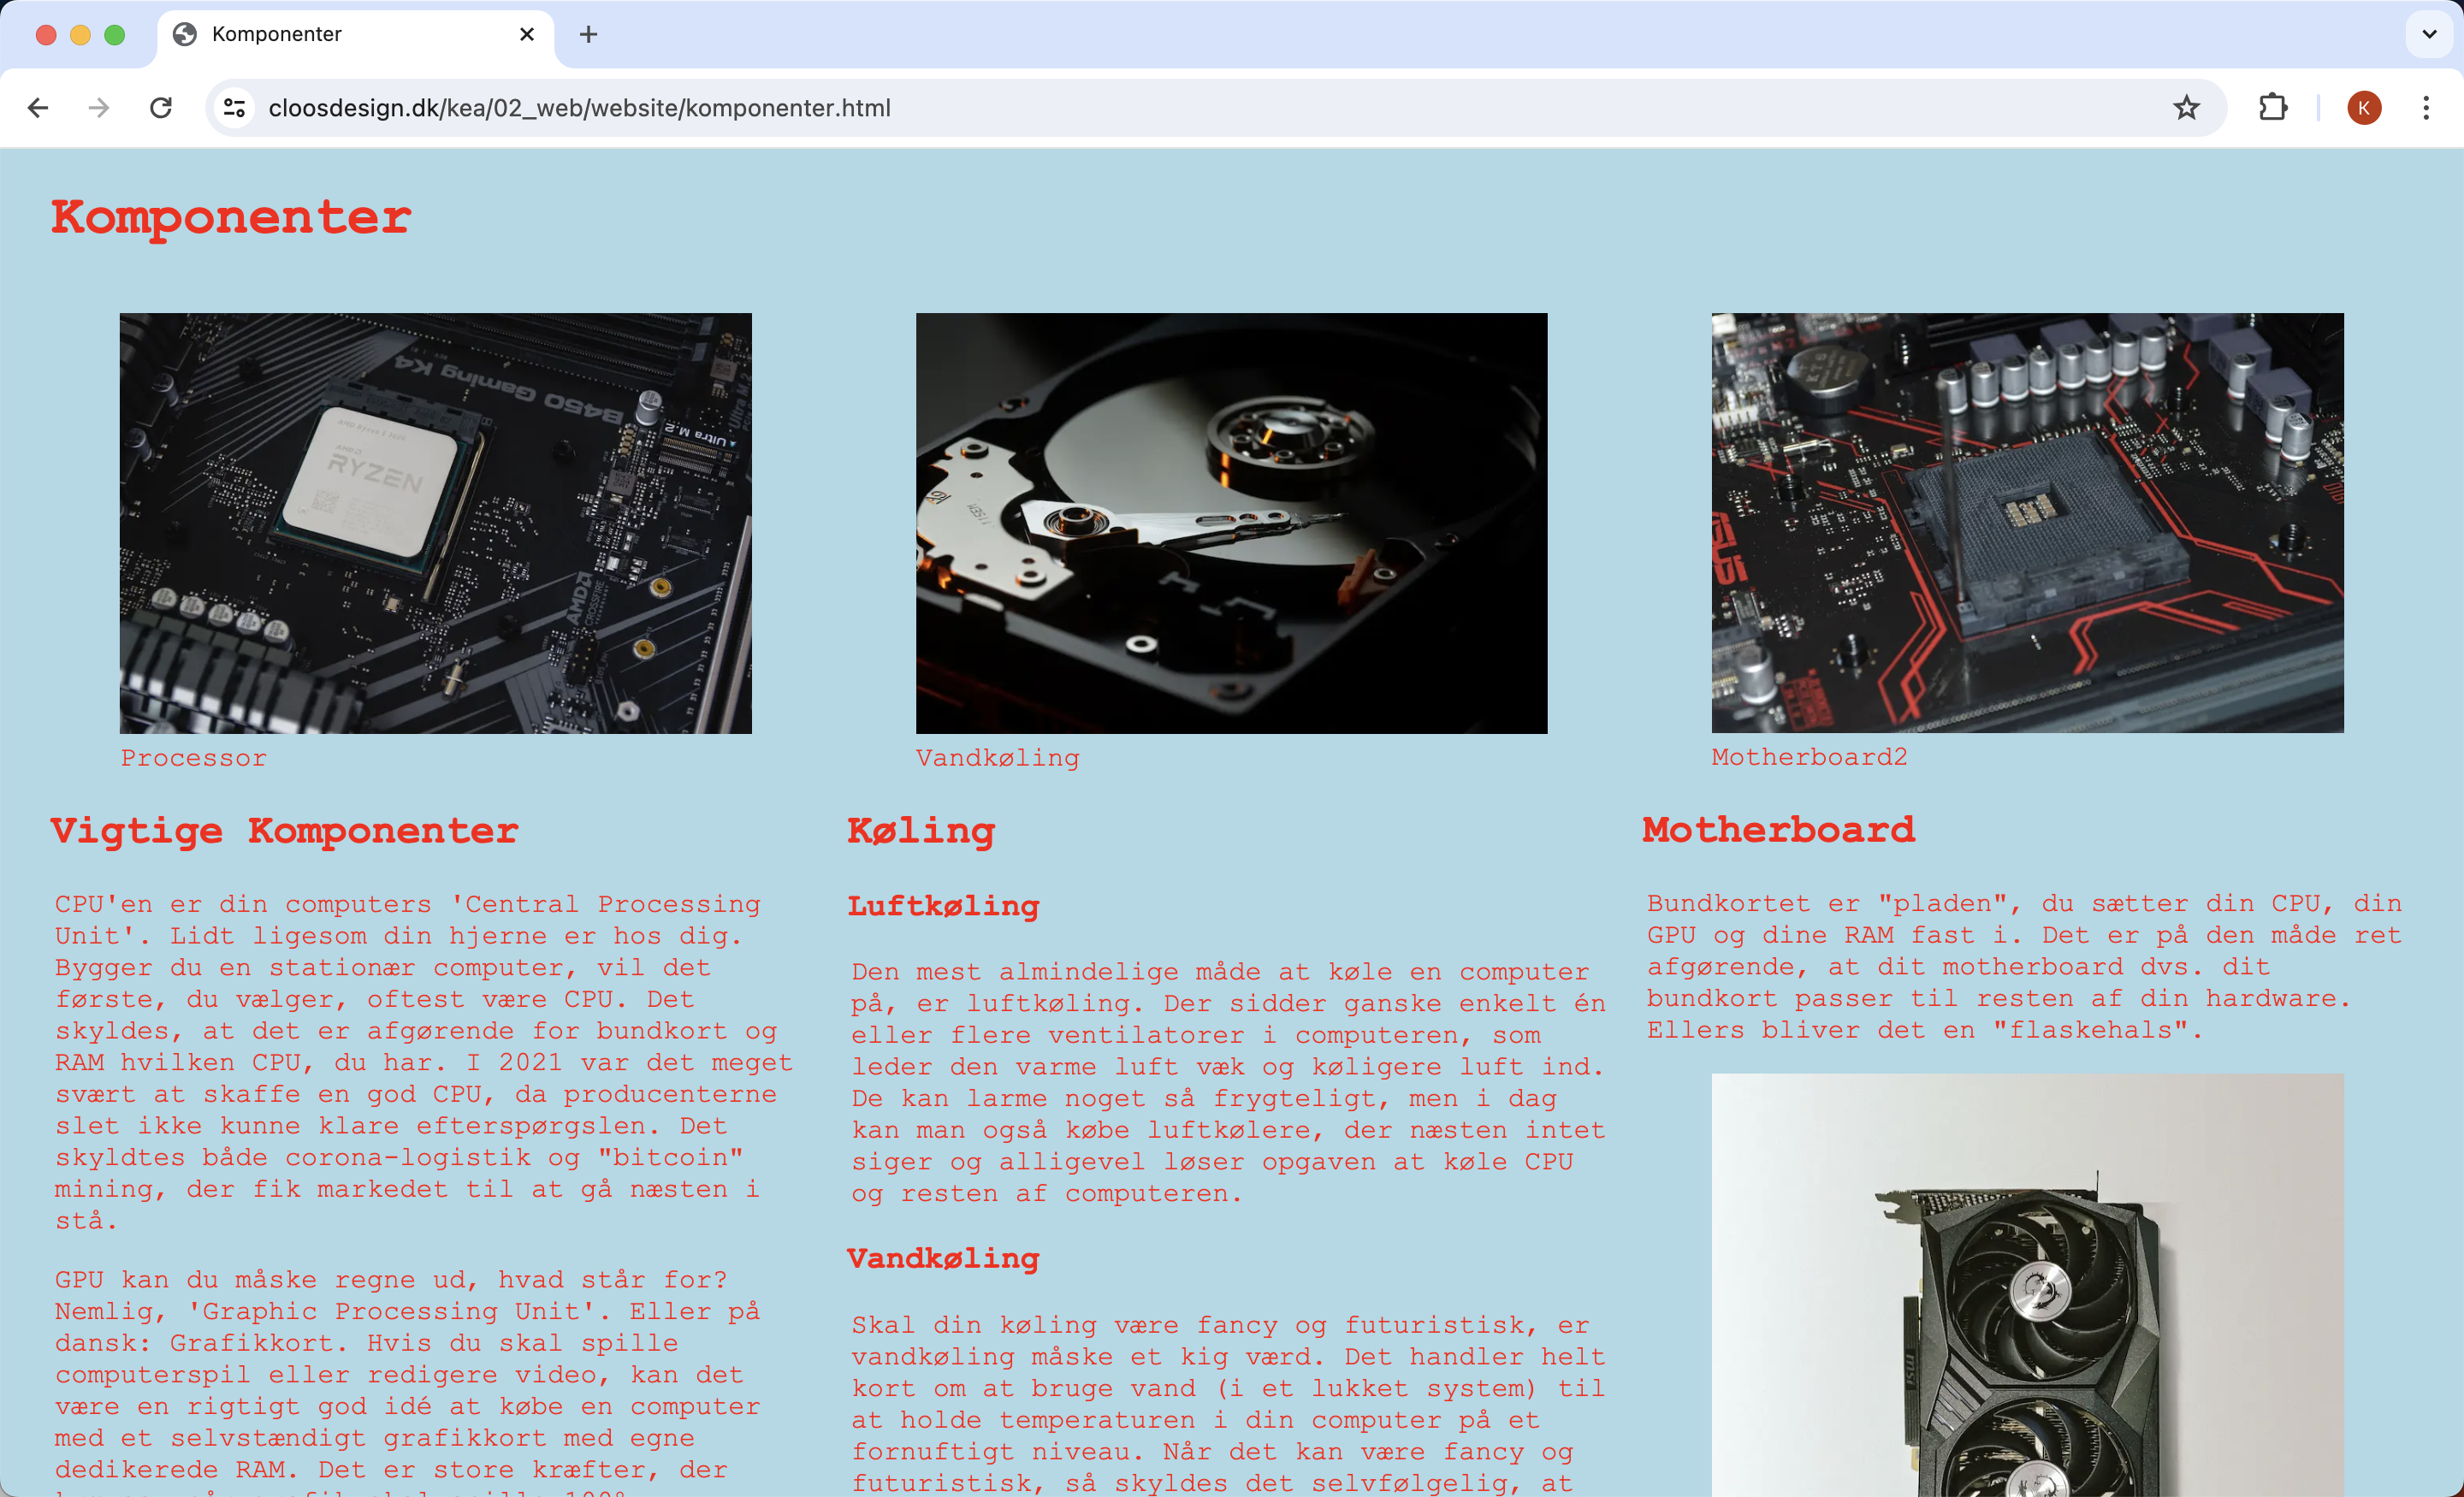 Komponenter
cloosdesign.dk/kea/02_web/website/komponenter.html
K
Komponenter
B450 Gaming K4
AMD
RYZEN
AMD
CROSSFIRE
Processor
Vandkøling
Motherboard2
Vigtige Komponenter
CPU'en er din computers 'Central Processing
Unit'. Lidt ligesom din hjerne er hos dig.
Bygger du en stationær computer, vil det
første, du vælger, oftest være CPU. Det
skyldes, at det er afgørende for bundkort og
RAM hvilken CPU, du har. I 2021 var det meget
svært at skaffe en god CPU, da producenterne
slet ikke kunne klare efterspørgslen. Det
skyldtes både corona-logistik og "bitcoin"
mining, der fik markedet til at gå næsten i
stå.
GPU kan du måske regne ud, hvad står for?
Nemlig, 'Graphic Processing Unit'. Eller på
dansk: Grafikkort. Hvis du skal spille
computerspil eller redigere video, kan det
være en rigtigt god idé at købe en computer
med et selvstændigt grafikkort med egne
dedikerede RAM. Det er store kræfter, der
Køling
Luftkøling
Den mest almindelige måde at køle en computer
på, er luftkøling. Der sidder ganske enkelt én
eller flere ventilatorer i computeren, som
leder den varme luft væk og køligere luft ind.
De kan larme noget så frygteligt, men i dag
kan man også købe luftkølere, der næsten intet
siger og alligevel løser opgaven at køle CPU
og resten af computeren.
Vandkøling
Skal din køling være fancy og futuristisk, er
vandkøling måske et kig værd. Det handler helt
kort om at bruge vand (i et lukket system) til
at holde temperaturen i din computer på et
fornuftigt niveau. Når det kan være fancy og
futuristisk, så skyldes det selvfølgelig, at
Motherboard
Bundkortet er "pladen", du sætter din CPU, din
GPU og dine RAM fast i. Det er på den måde ret
afgørende, at dit motherboard dvs. dit
bundkort passer til resten af din hardware.
Ellers bliver det en "flaskehals".
msi